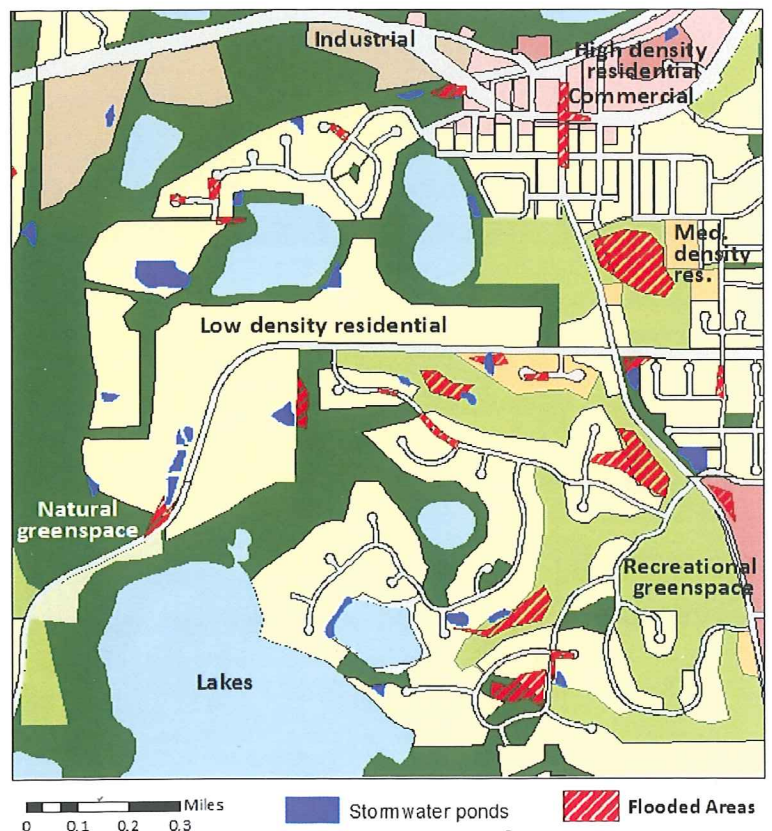 Industrial
High density
residential
Commercial
Med.
density
res.
Low density residential
Natural
greenspace
Recreational
greenspace
Lakes
Miles
0 0.1 0.2 0.3
Stormwater ponds
Flooded Areas